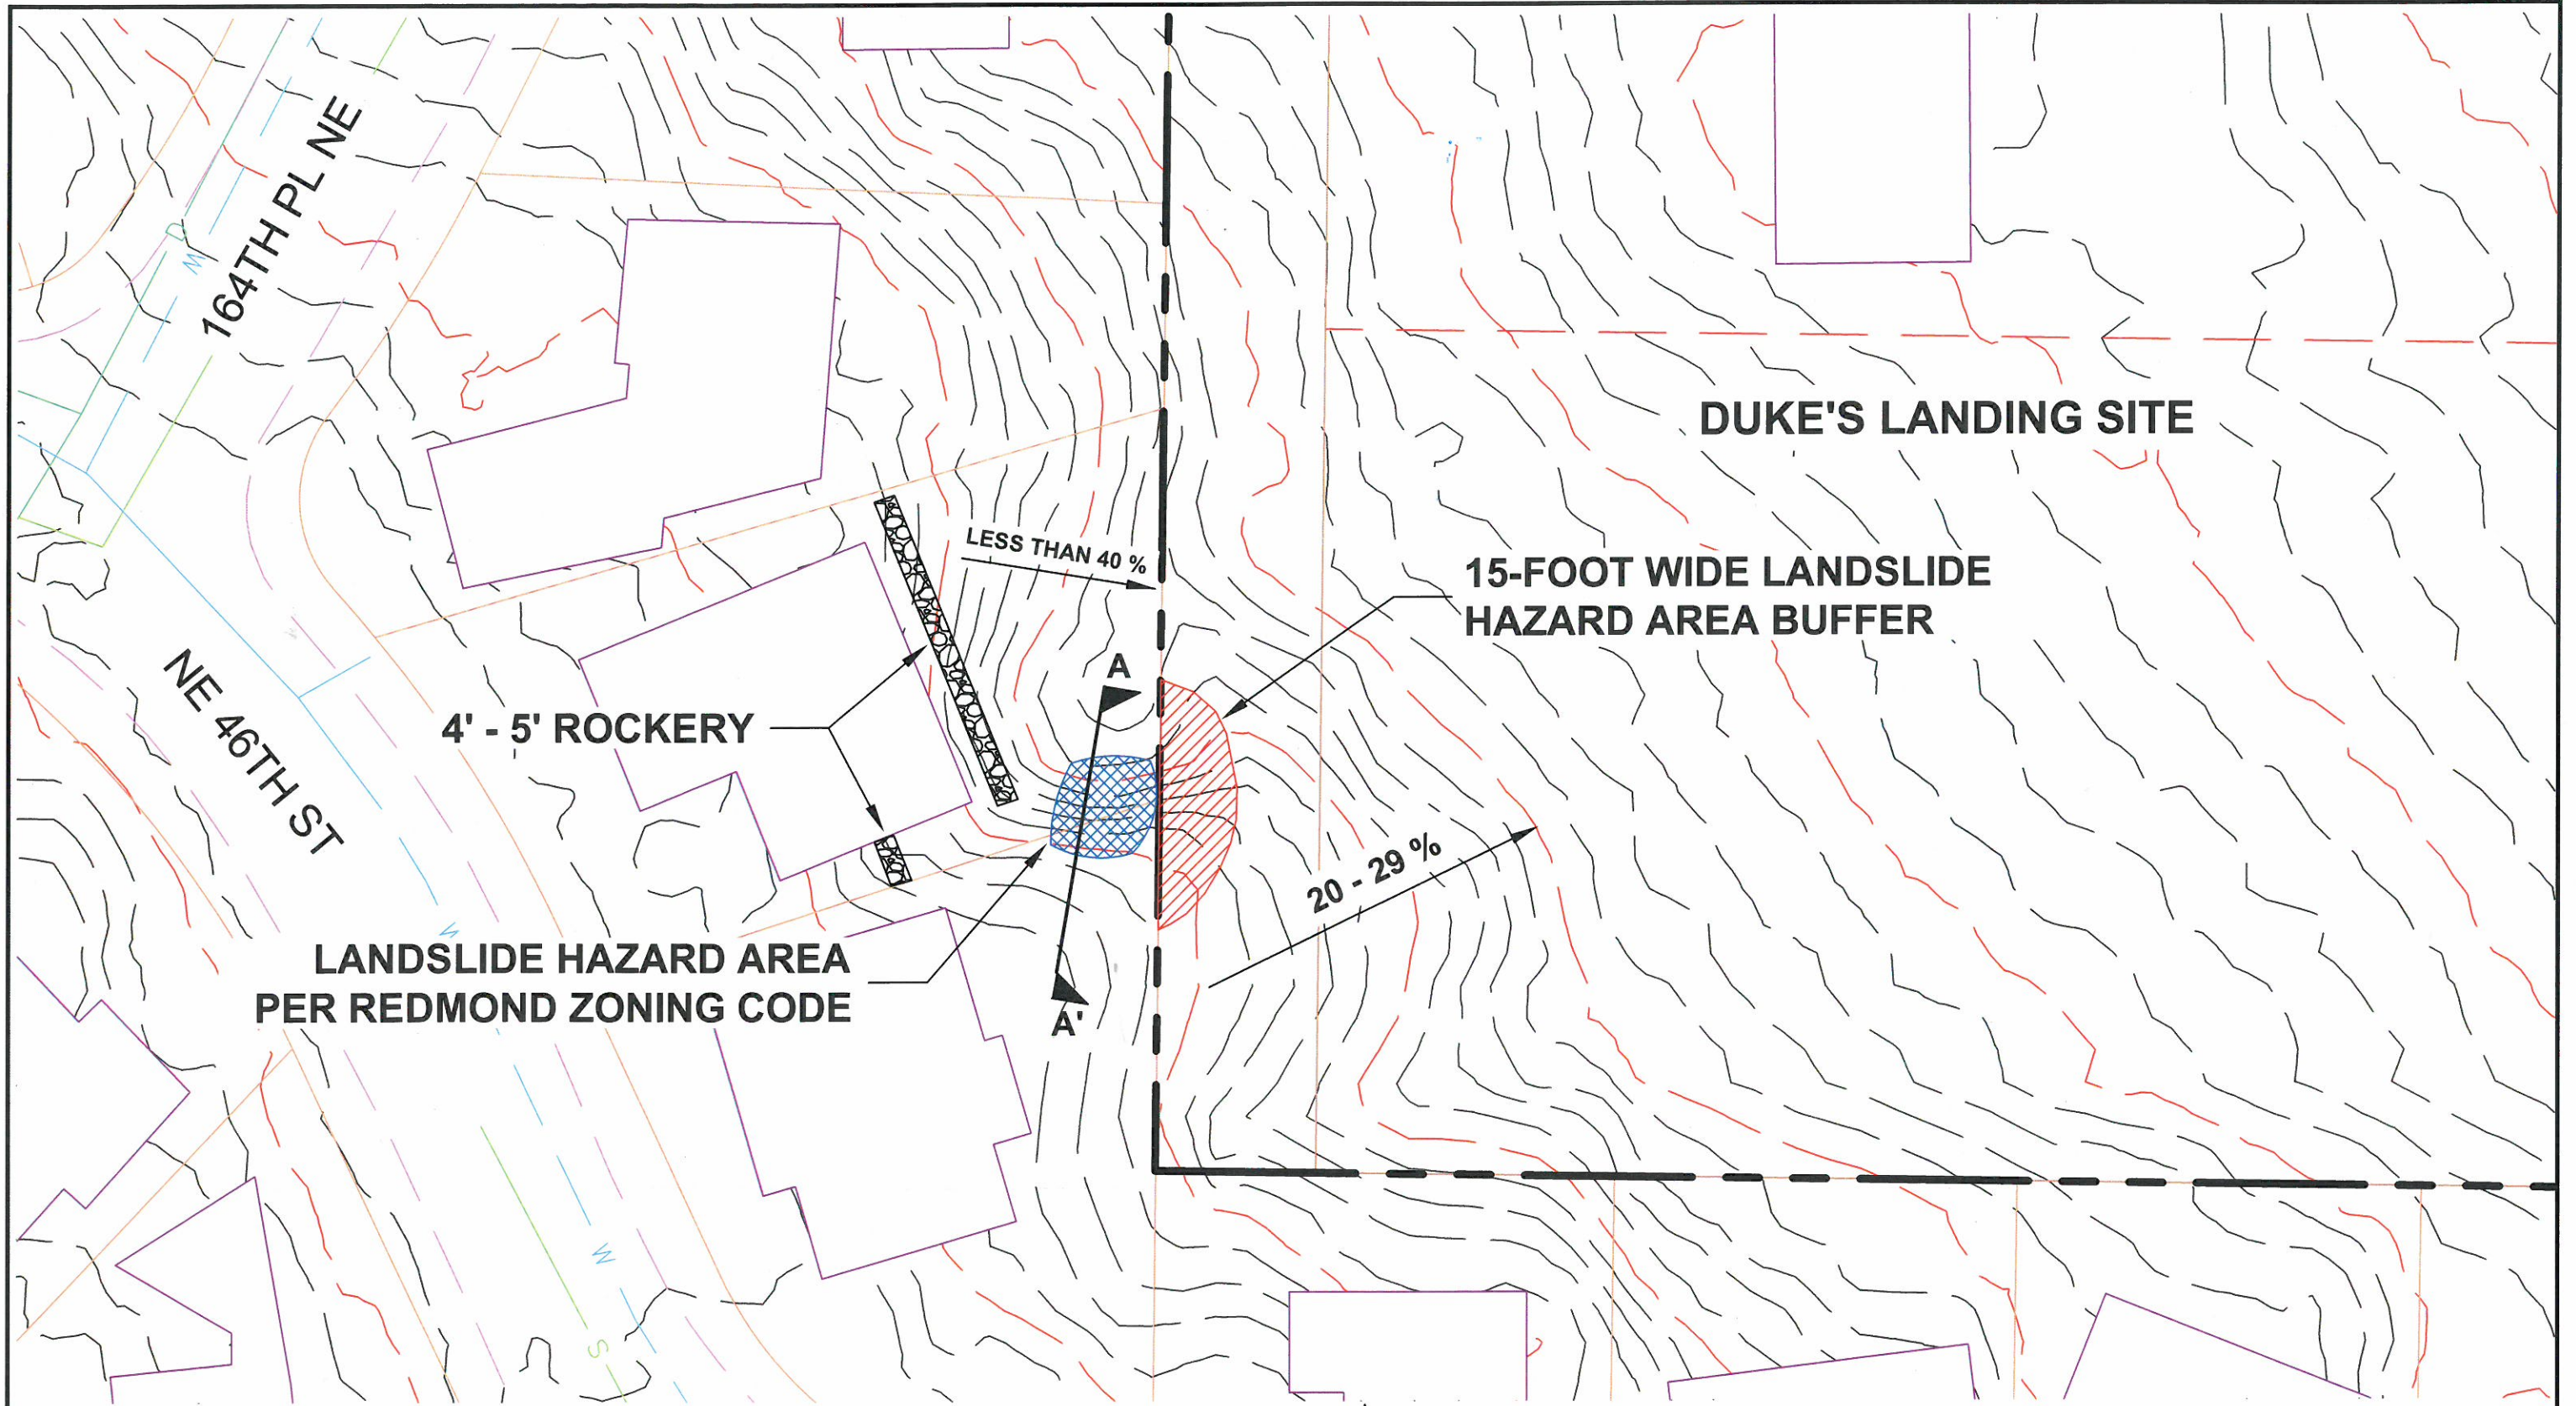 164TH PL NE
D
W
DUKE'S LANDING SITE
LESS THAN 40 %
15-FOOT WIDE LANDSLIDE
HAZARD AREA BUFFER
A
4' - 5' ROCKERY
NE 46TH ST
20 - 29 %
W
LANDSLIDE HAZARD AREA
PER REDMOND ZONING CODE
A'
W
S